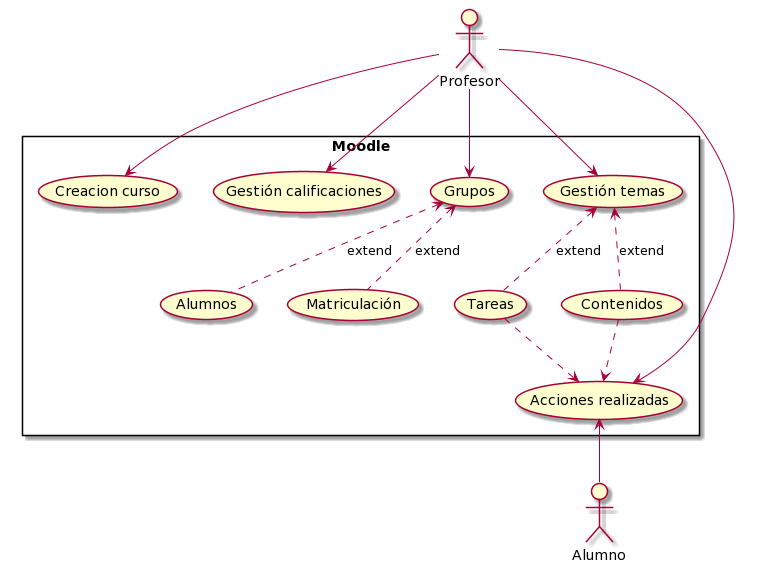 Profesor
Moodle
Creacion curso
Gestión calificaciones
Grupos
Gestión temas
extend
extend
extend
extend
Alumnos
Matriculación
Tareas
Contenidos
Acciones realizadas
Alumno